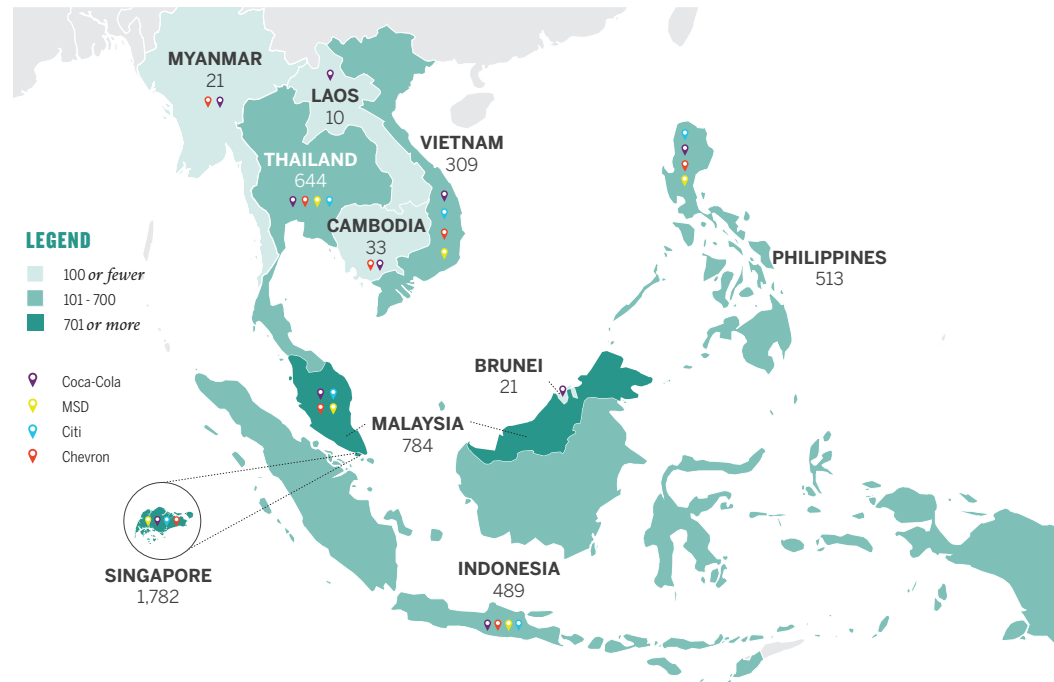 MYANMAR
21
LAOS
10
VIETNAM
309
THAILAND
644
CAMBODIA
33
PHILIPPINES
513
LEGEND
100 or fewer
101 - 700
701 or more
Coca-Cola
MSD
Citi
Chevron
BRUNEI
21
MALAYSIA
784
SINGAPORE
1,782
INDONESIA
489